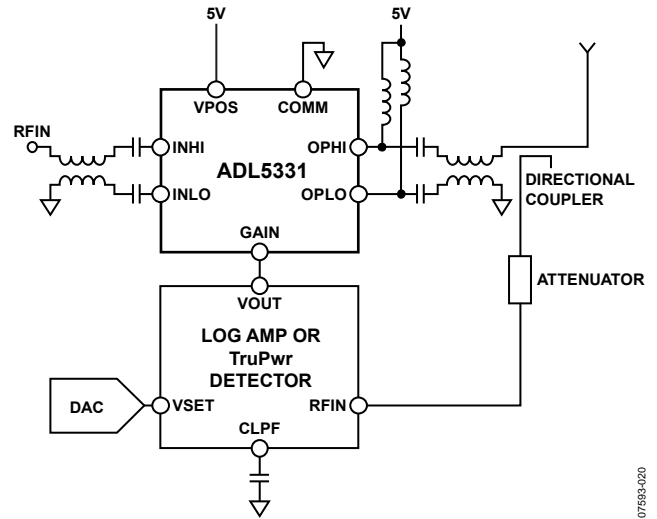 5V
5V
VPOS
COMM
RFIN
INHI
OPHI
ADL5331
INLO
OPLO
DIRECTIONAL
COUPLER
GAIN
ATTENUATOR
VOUT
LOG AMP OR
TruPwr
DETECTOR
DAC
VSET
RFIN
CLPF
07593-020